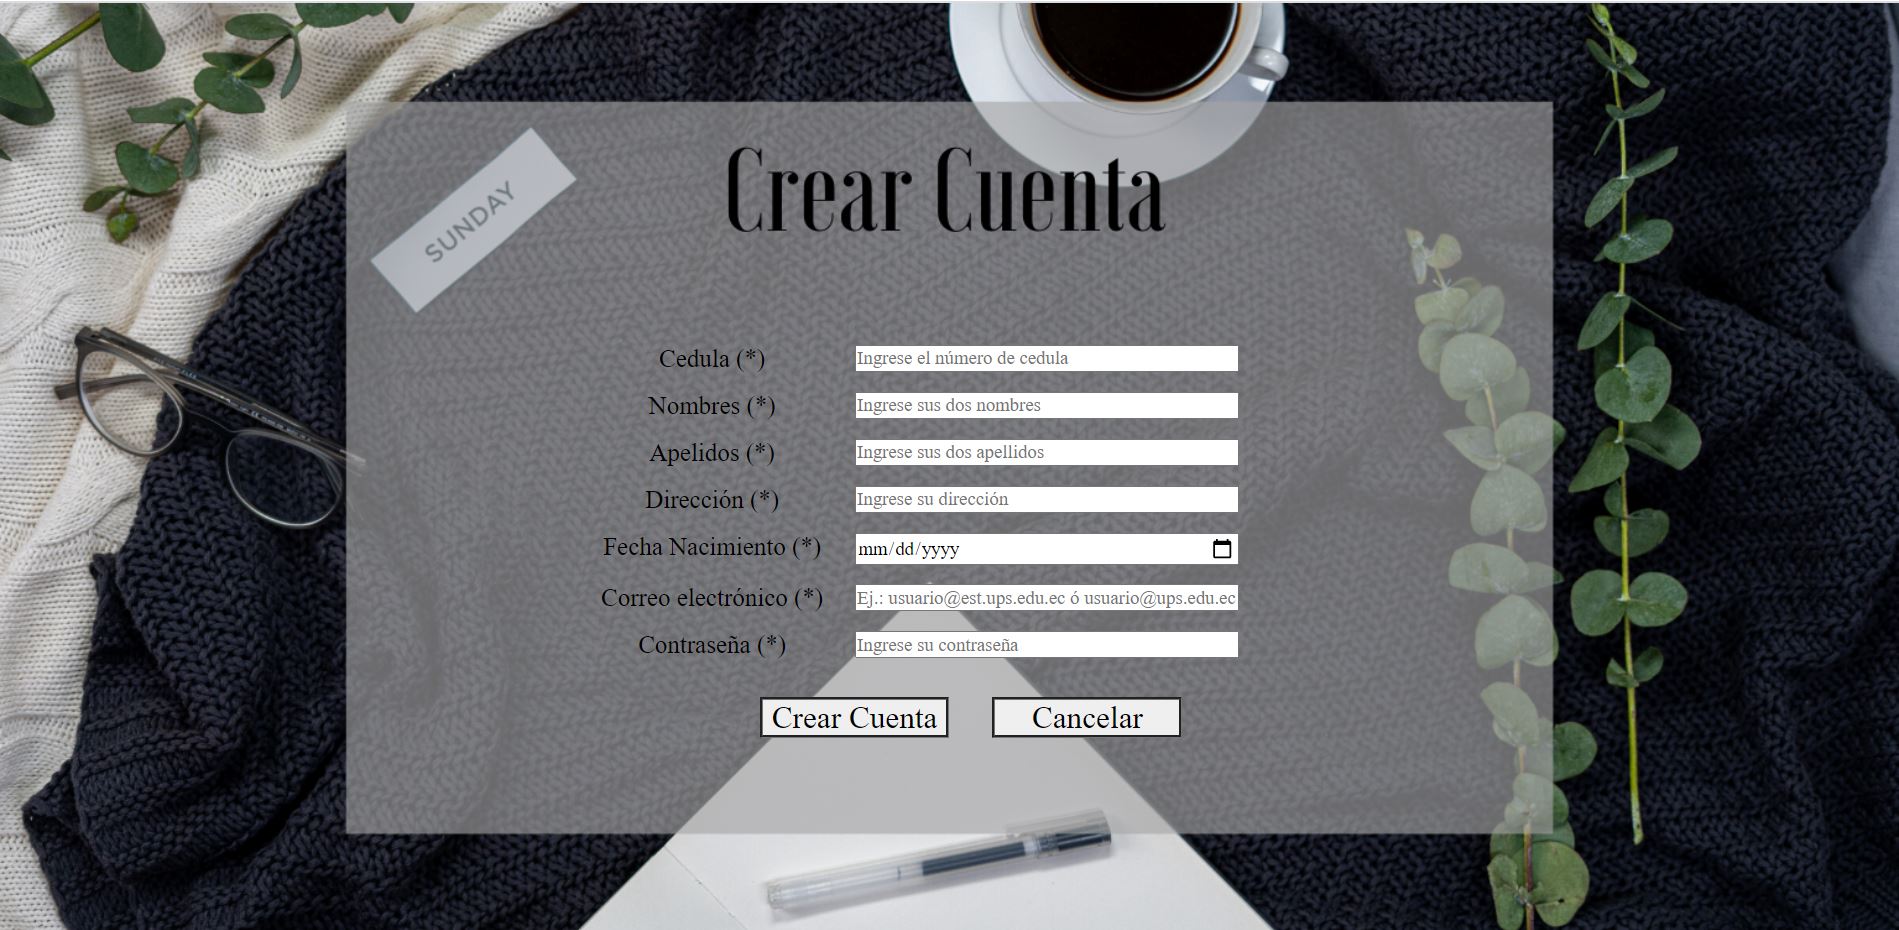 SUNDAY
Crear Cuenta
Cedula (*) Ingrese el número de cedula
Nombres (*) Ingrese sus dos nombres
Apelidos (*) Ingrese sus dos apellidos
Dirección (*) Ingrese su dirección
Fecha Nacimiento (*) mm/dd/yyyy
Correo electrónico (*) Ej.: usuario@est.ups.edu.ec ó usuario@ups.edu.ec
Contraseña (*) Ingrese su contraseña
Crear Cuenta Cancelar